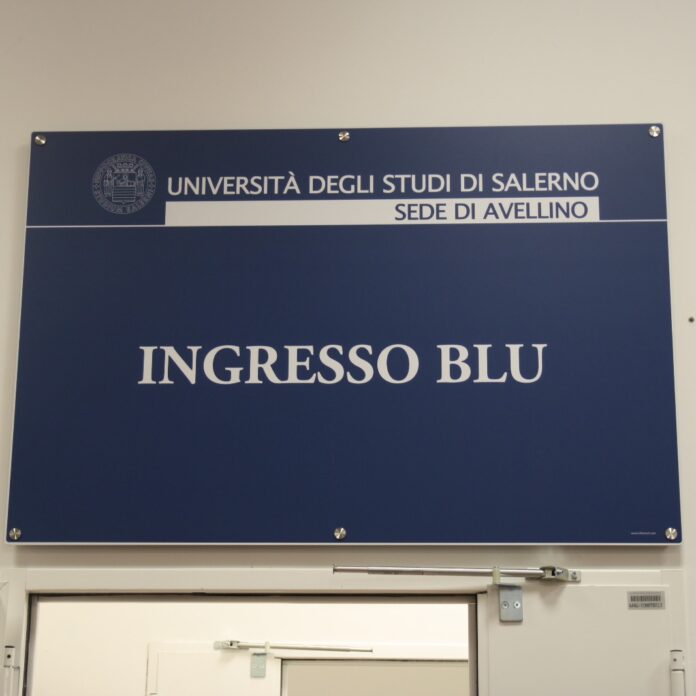 UNIVERSITÀ DEGLI STUDI DI SALERNO
SEDE DI AVELLINO
INGRESSO BLU